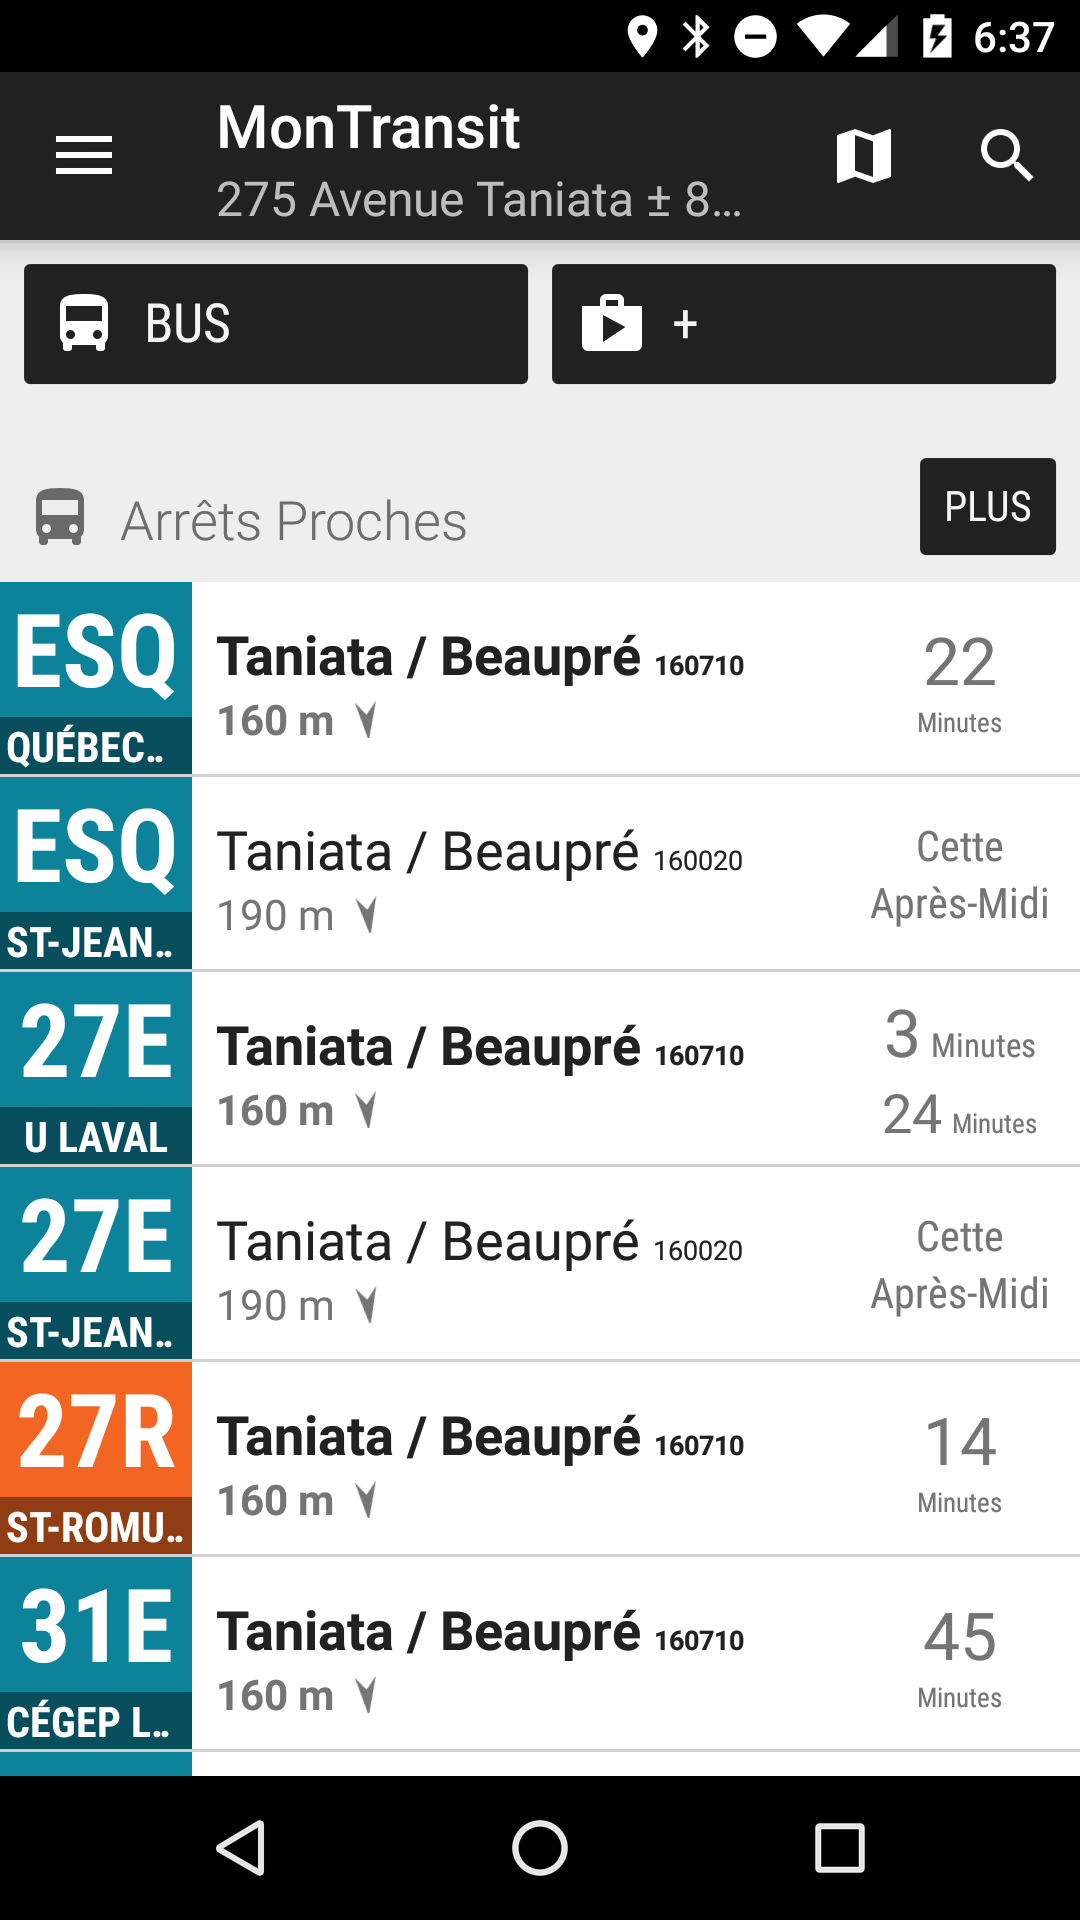 6:37
MonTransit
275 Avenue Taniata ± 8...
BUS
+
Arrêts Proches
PLUS
ESQ
QUÉBEC..
Taniata / Beaupré 160710
160 m
22
Minutes
ESQ
ST-JEAN..
Taniata / Beaupré 160020
190 m
Cette
Après-Midi
27E
U LAVAL
Taniata / Beaupré 160710
160 m
3 Minutes
24 Minutes
27E
ST-JEAN..
Taniata / Beaupré 160020
190 m
Cette
Après-Midi
27R
ST-ROMU..
Taniata / Beaupré 160710
160 m
14
Minutes
31E
CÉGEP L..
Taniata / Beaupré 160710
160 m
45
Minutes